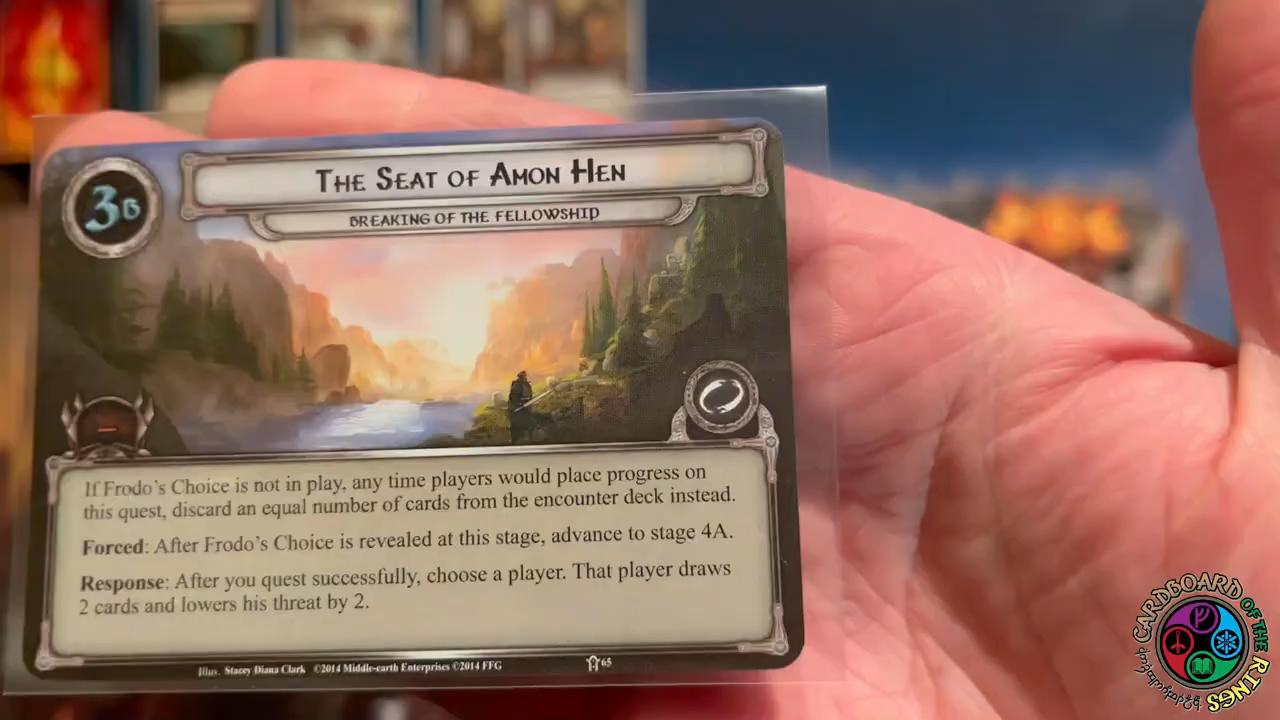 3B
THE SEAT OF AMON HEN
BREAKING OF THE FELLOWSHIP
–
If Frodo's Choice is not in play, any time players would place progress on
this quest, discard an equal number of cards from the encounter deck instead.
Forced: After Frodo's Choice is revealed at this stage, advance to stage 4A.
Response: After you quest successfully, choose a player. That player draws
2 cards and lowers his threat by 2.
Illus. Stacey Diana Clark ©2014 Middle-earth Enterprises ©2014 FFG 65
CARDBOARD OF THE RINGS